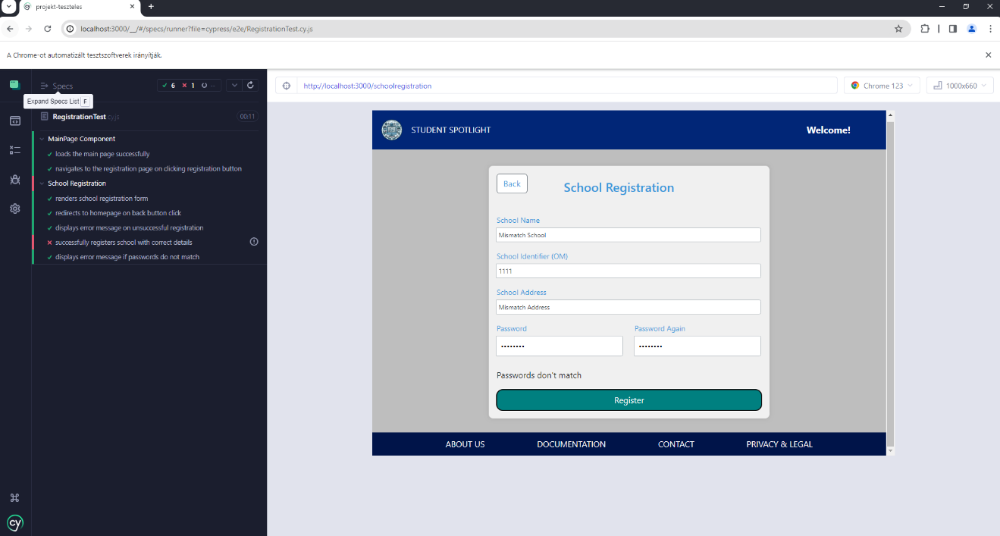 projekt-teszteles
localhost:3000/__/#/specs/runner?file=cypress/e2e/RegistrationTest.cy.js
A Chrome-ot automatizált tesztszoftverek irányítják.
Specs
6 1 --
Expand Specs List F
RegistrationTest.cy.js 00:11
MainPage Component
loads the main page successfully
navigates to the registration page on clicking registration button
School Registration
renders school registration form
redirects to homepage on back button click
displays error message on unsuccessful registration
successfully registers school with correct details
displays error message if passwords do not match
cy
http://localhost:3000/schoolregistration
Chrome 123
1000x660
STUDENT SPOTLIGHT
Welcome!
Back
School Registration
School Name
Mismatch School
School Identifier (OM)
1111
School Address
Mismatch Address
Password Password Again
•••••••• ••••••••
Passwords don't match
Register
ABOUT US DOCUMENTATION CONTACT PRIVACY & LEGAL